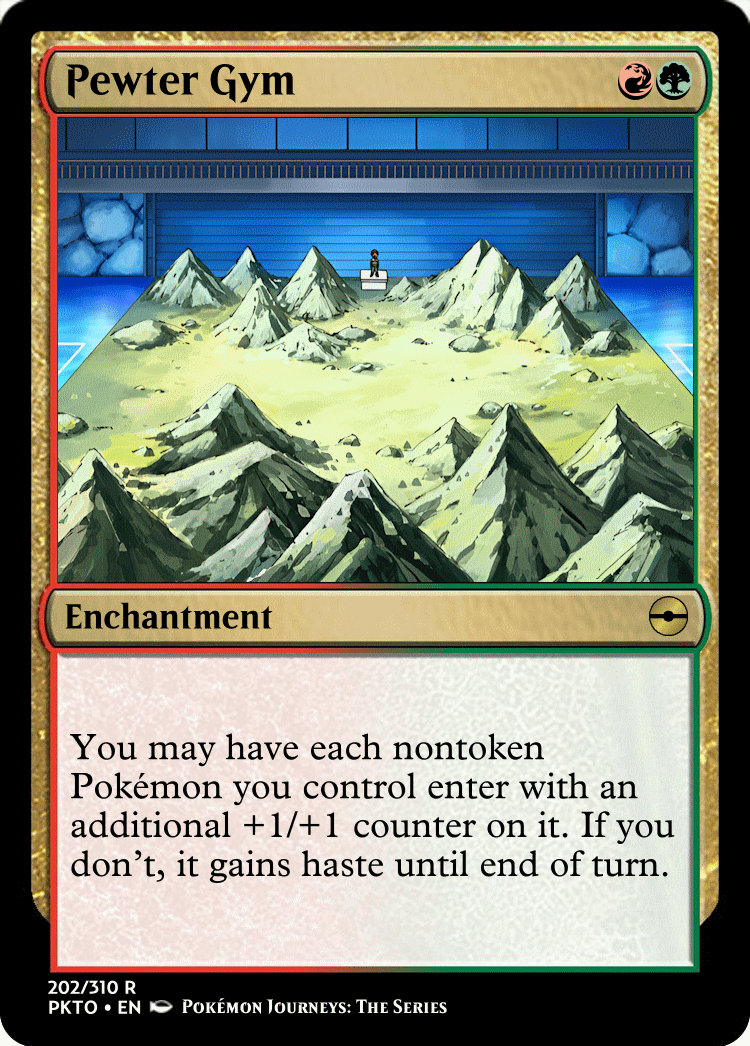 Pewter Gym
Enchantment
You may have each nontoken
Pokémon you control enter with an
additional +1/+1 counter on it. If you
don’t, it gains haste until end of turn.
202/310 R
PKTO • EN Pokémon Journeys: The Series